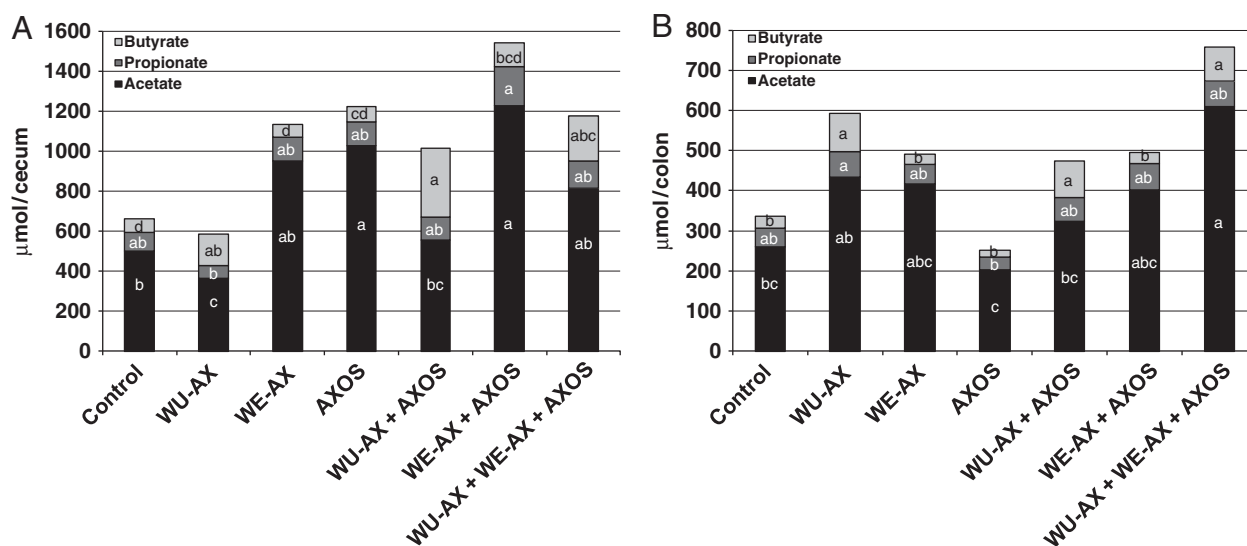 A
1600
1400
1200
1000
800
600
400
200
0
μmol/cecum
Butyrate
Propionate
Acetate
d
ab
b
ab
b
c
d
ab
ab
cd
ab
a
a
ab
bc
bcd
a
a
abc
ab
ab
Control
WU-AX
WE-AX
AXOS
WU-AX + AXOS
WE-AX + AXOS
WU-AX + WE-AX + AXOS
B
800
700
600
500
400
300
200
100
0
μmol/colon
Butyrate
Propionate
Acetate
b
ab
bc
a
a
ab
b
ab
abc
b
b
c
a
ab
bc
b
ab
abc
a
ab
a
Control
WU-AX
WE-AX
AXOS
WU-AX + AXOS
WE-AX + AXOS
WU-AX + WE-AX + AXOS